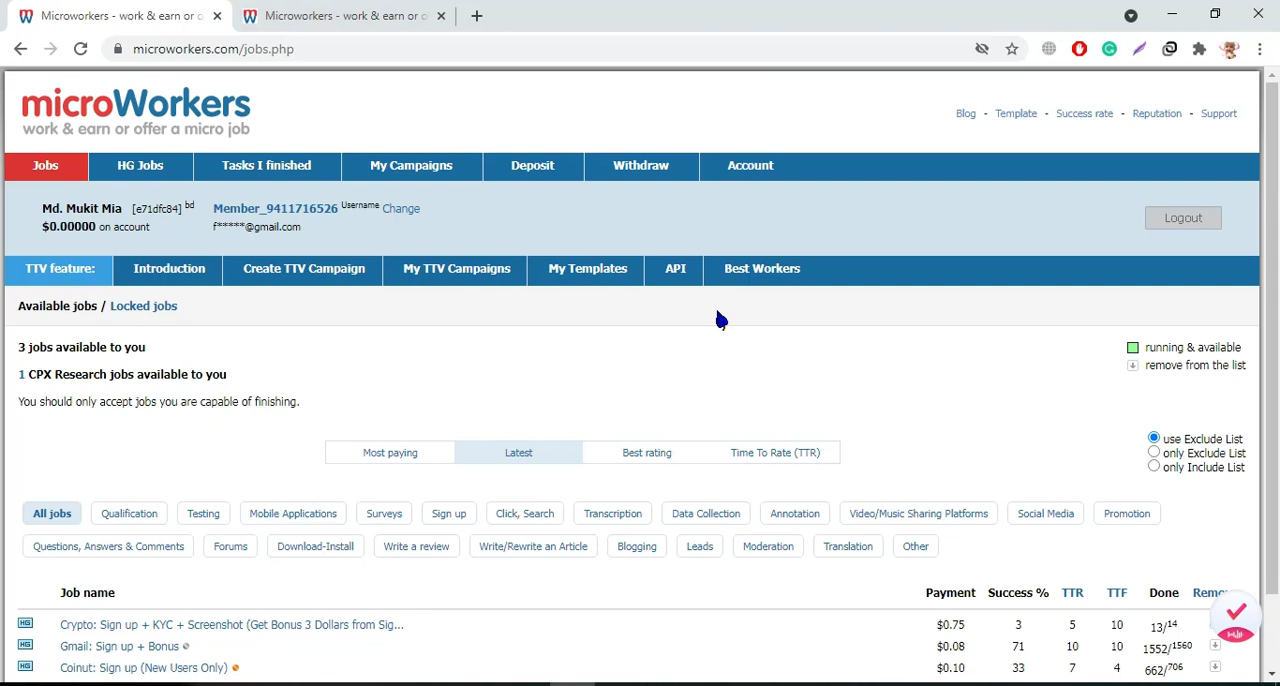 Microworkers - work & earn or o
Microworkers - work & earn or o
microworkers.com/jobs.php
microWorkers
work & earn or offer a micro job
Blog - Template - Success rate - Reputation - Support
Jobs HG Jobs Tasks I finished My Campaigns Deposit Withdraw Account
Md. Mukit Mia [e71dfc84] bd Member_9411716526 Username Change
$0.00000 on account f*****@gmail.com
Logout
TTV feature: Introduction Create TTV Campaign My TTV Campaigns My Templates API Best Workers
Available jobs / Locked jobs
3 jobs available to you
running & available
remove from the list
1 CPX Research jobs available to you
You should only accept jobs you are capable of finishing.
Most paying Latest Best rating Time To Rate (TTR)
use Exclude List
only Exclude List
only Include List
All jobs Qualification Testing Mobile Applications Surveys Sign up Click, Search Transcription Data Collection Annotation Video/Music Sharing Platforms Social Media Promotion
Questions, Answers & Comments Forums Download-Install Write a review Write/Rewrite an Article Blogging Leads Moderation Translation Other
Job name Payment Success % TTR TTF Done
HG Crypto: Sign up + KYC + Screenshot (Get Bonus 3 Dollars from Sig... $0.75 3 5 10 13/14
HG Gmail: Sign up + Bonus $0.08 71 10 10 1552/1560
HG Coinut: Sign up (New Users Only) $0.10 33 7 4 662/706